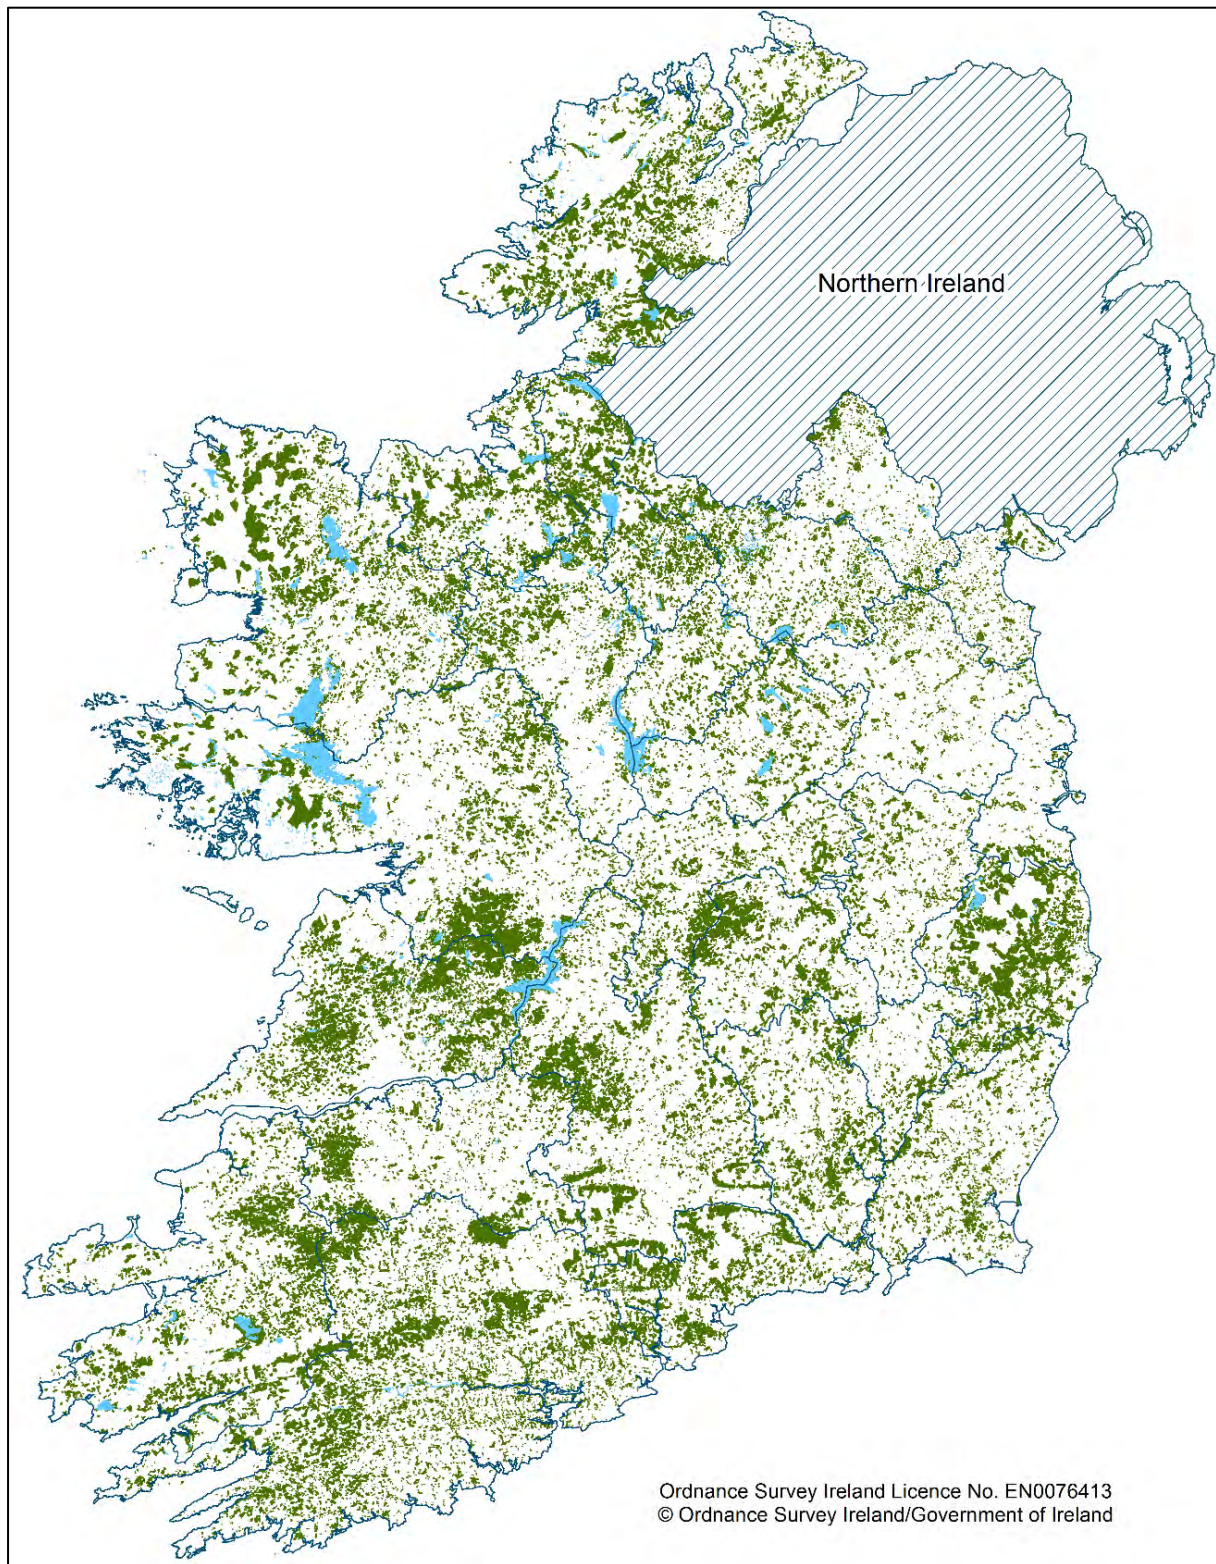 Northern Ireland
Ordnance Survey Ireland Licence No. EN0076413
© Ordnance Survey Ireland/Government of Ireland